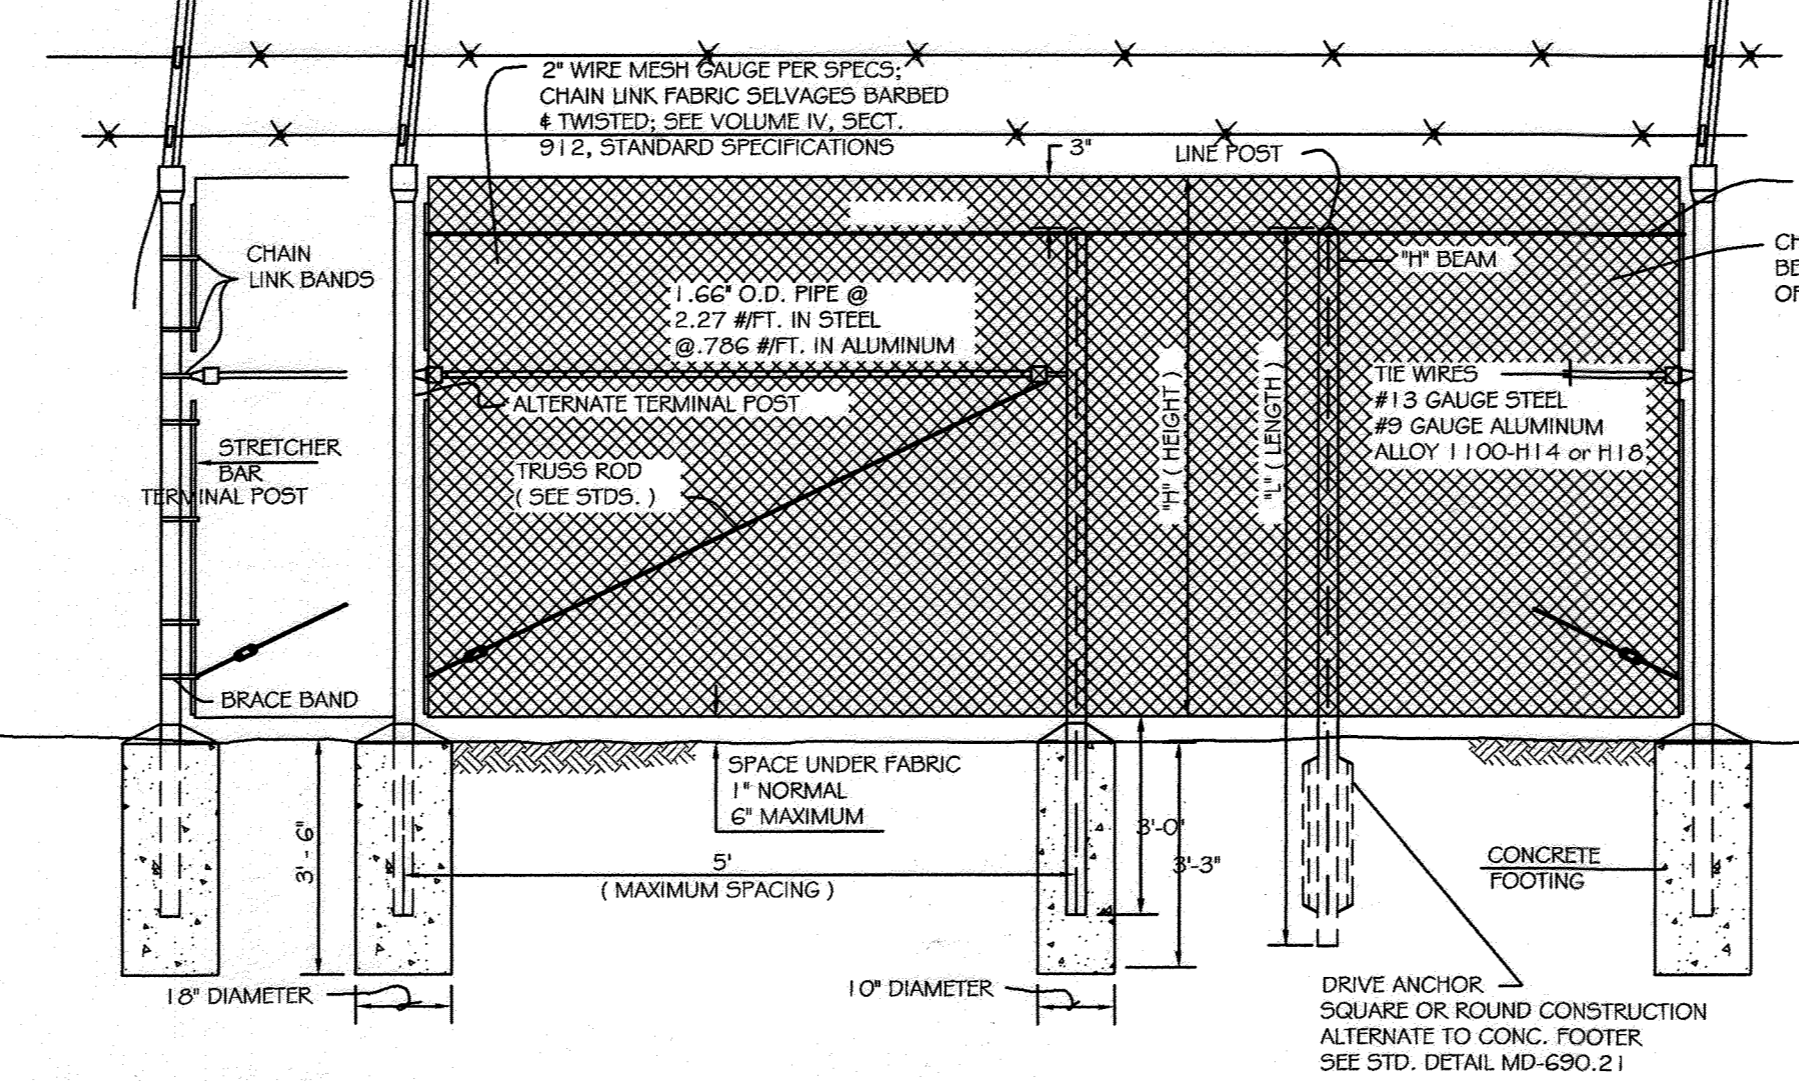 2" WIRE MESH GAUGE PER SPECS;
CHAIN LINK FABRIC SELVAGES BARBED
& TWISTED; SEE VOLUME IV, SECT.
912, STANDARD SPECIFICATIONS
3"
LINE POST
CHAIN
LINK BANDS
"H" BEAM
CH
BE
OF
1.66" O.D. PIPE @
2.27 #/FT. IN STEEL
@.786 #/FT. IN ALUMINUM
ALTERNATE TERMINAL POST
"H" ( HEIGHT )
"L" ( LENGTH )
TIE WIRES
#13 GAUGE STEEL
#9 GAUGE ALUMINUM
ALLOY 1100-H14 or H18
STRETCHER
BAR
TERMINAL POST
TRUSS ROD
( SEE STDS. )
BRACE BAND
SPACE UNDER FABRIC
1" NORMAL
6" MAXIMUM
3' - 6"
5'
( MAXIMUM SPACING )
3'-0"
3'-3"
CONCRETE
FOOTING
18" DIAMETER
10" DIAMETER
DRIVE ANCHOR
SQUARE OR ROUND CONSTRUCTION
ALTERNATE TO CONC. FOOTER
SEE STD. DETAIL MD-690.21